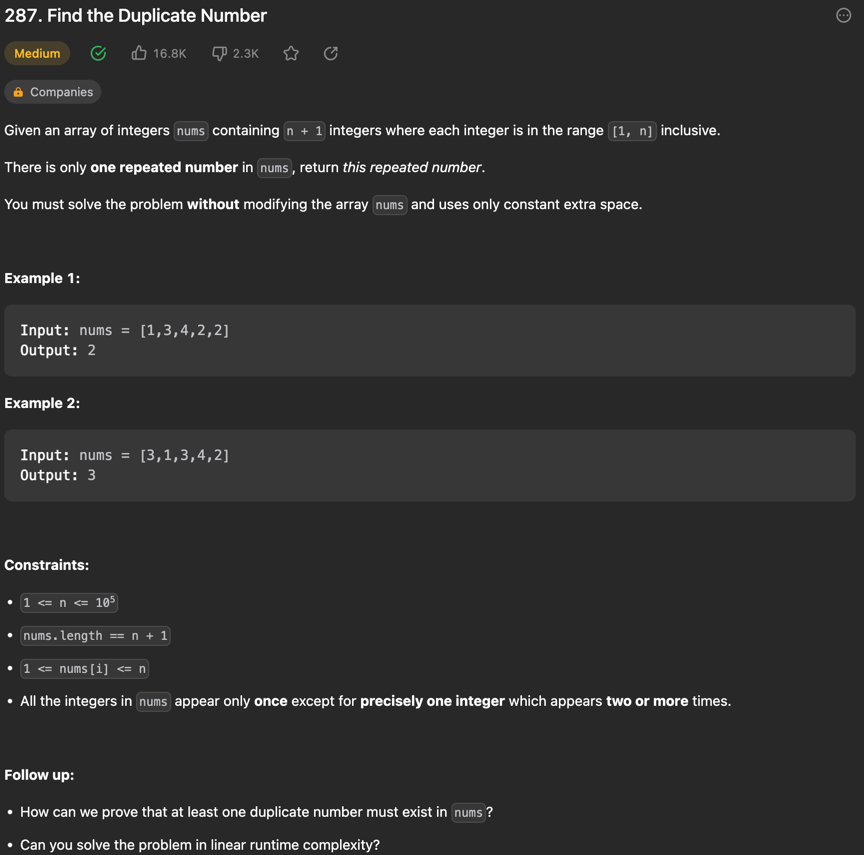 287. Find the Duplicate Number
Medium 16.8K 2.3K
Companies
Given an array of integers nums containing n + 1 integers where each integer is in the range [1, n] inclusive.
There is only one repeated number in nums, return this repeated number.
You must solve the problem without modifying the array nums and uses only constant extra space.
Example 1:
Input: nums = [1,3,4,2,2]
Output: 2
Example 2:
Input: nums = [3,1,3,4,2]
Output: 3
Constraints:
• 1 <= n <= 10⁵
• nums.length == n + 1
• 1 <= nums[i] <= n
• All the integers in nums appear only once except for precisely one integer which appears two or more times.
Follow up:
• How can we prove that at least one duplicate number must exist in nums?
• Can you solve the problem in linear runtime complexity?